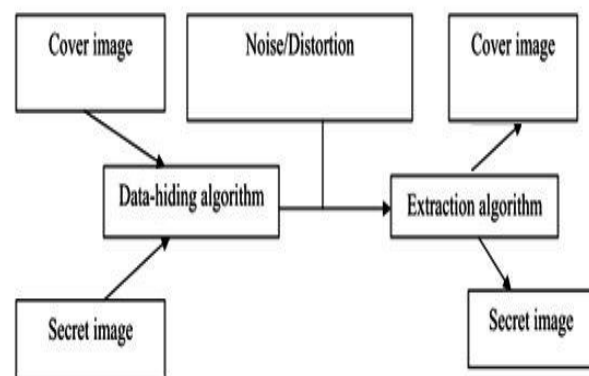 Cover image
Noise/Distortion
Cover image
Data-hiding algorithm
Extraction algorithm
Secret image
Secret image